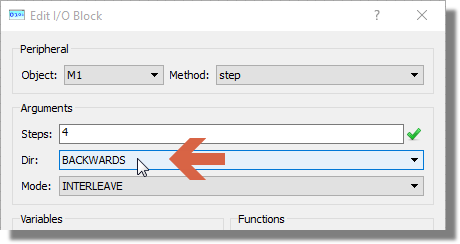 Edit I/O Block ?
Peripheral
Object: M1 Method: step
Arguments
Steps: 4
Dir: BACKWARDS
Mode: INTERLEAVE
Variables Functions